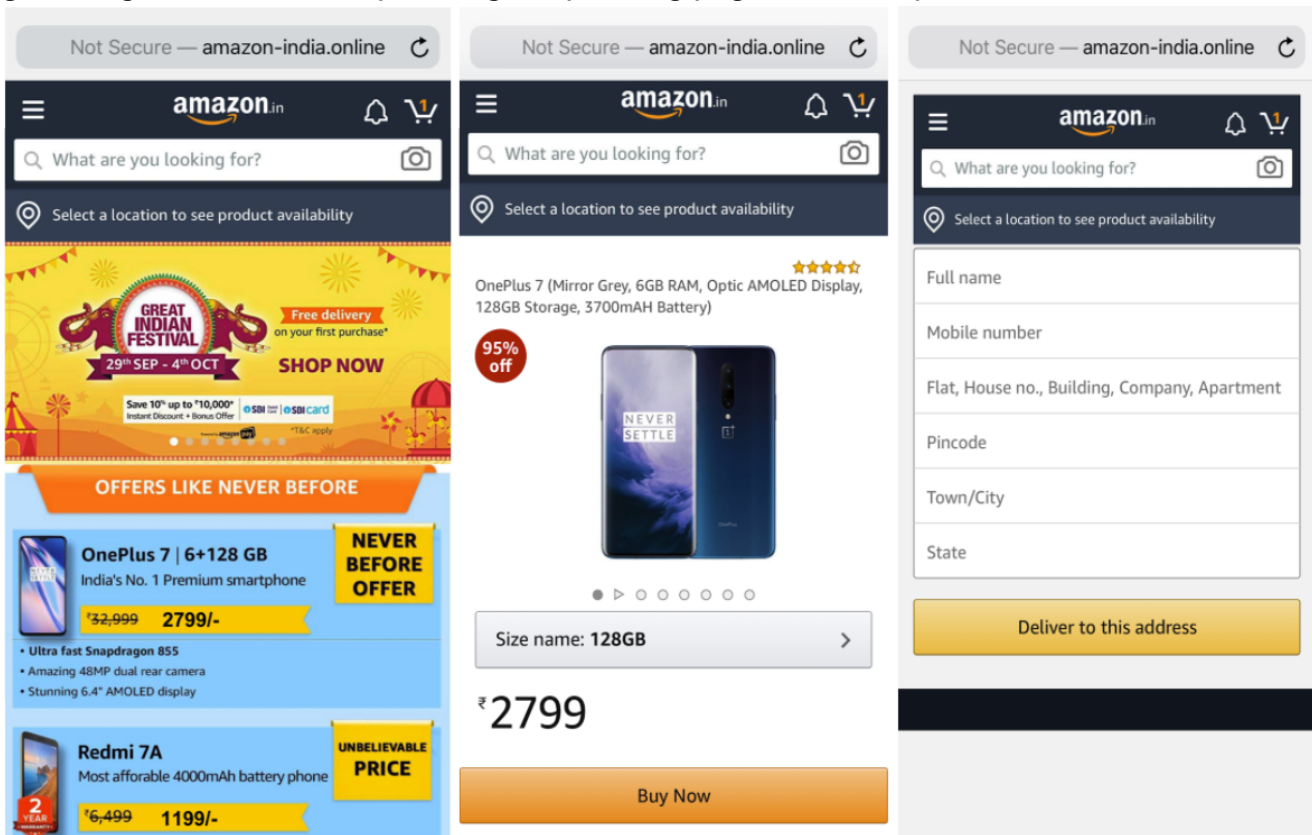 Not Secure — amazon-india.online
amazon.in
1
What are you looking for?
Select a location to see product availability
GREAT
INDIAN
FESTIVAL
29th SEP - 4th OCT
Free delivery
on your first purchase*
SHOP NOW
Save 10% up to ₹10,000*
Instant Discount + Bonus Offer
SBI card
*T&C apply
OFFERS LIKE NEVER BEFORE
OnePlus 7 | 6+128 GB
India's No. 1 Premium smartphone
₹32,999 2799/-
NEVER
BEFORE
OFFER
• Ultra fast Snapdragon 855
• Amazing 48MP dual rear camera
• Stunning 6.4" AMOLED display
Redmi 7A
Most afforable 4000mAh battery phone
₹6,499 1199/-
UNBELIEVABLE
PRICE
2
YEAR
WARRANTY
Not Secure — amazon-india.online
amazon.in
1
What are you looking for?
Select a location to see product availability
OnePlus 7 (Mirror Grey, 6GB RAM, Optic AMOLED Display,
128GB Storage, 3700mAH Battery)
95%
off
NEVER
SETTLE
Size name: 128GB
₹2799
Buy Now
Not Secure — amazon-india.online
amazon.in
1
What are you looking for?
Select a location to see product availability
Full name
Mobile number
Flat, House no., Building, Company, Apartment
Pincode
Town/City
State
Deliver to this address